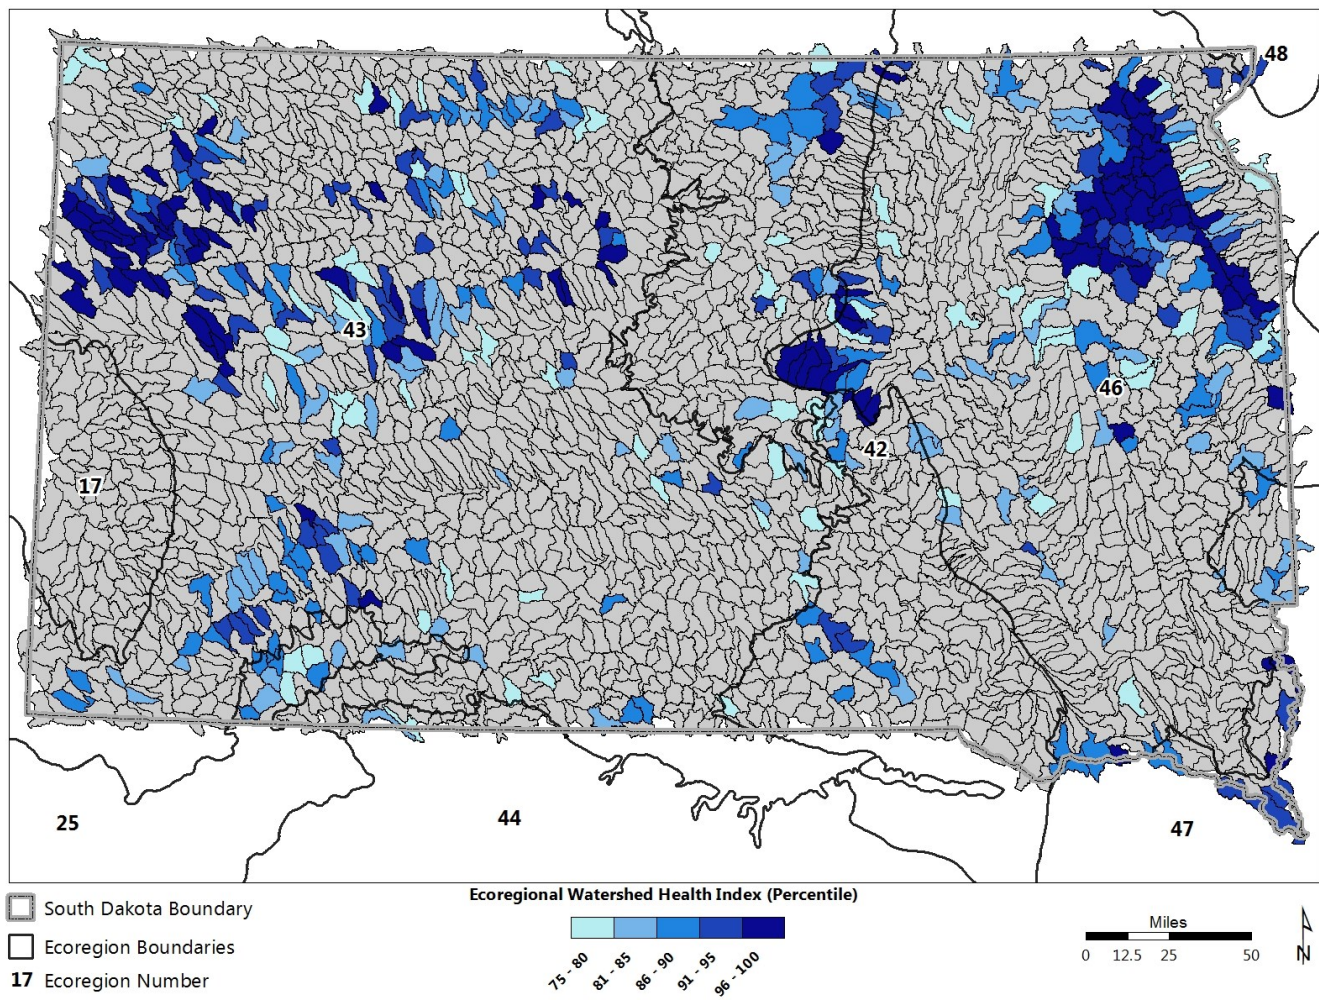 48
43
46
42
17
25
44
47
South Dakota Boundary
Ecoregion Boundaries
17 Ecoregion Number
Ecoregional Watershed Health Index (Percentile)
75 - 80
81 - 85
86 - 90
91 - 95
96 - 100
Miles
0 12.5 25 50
N